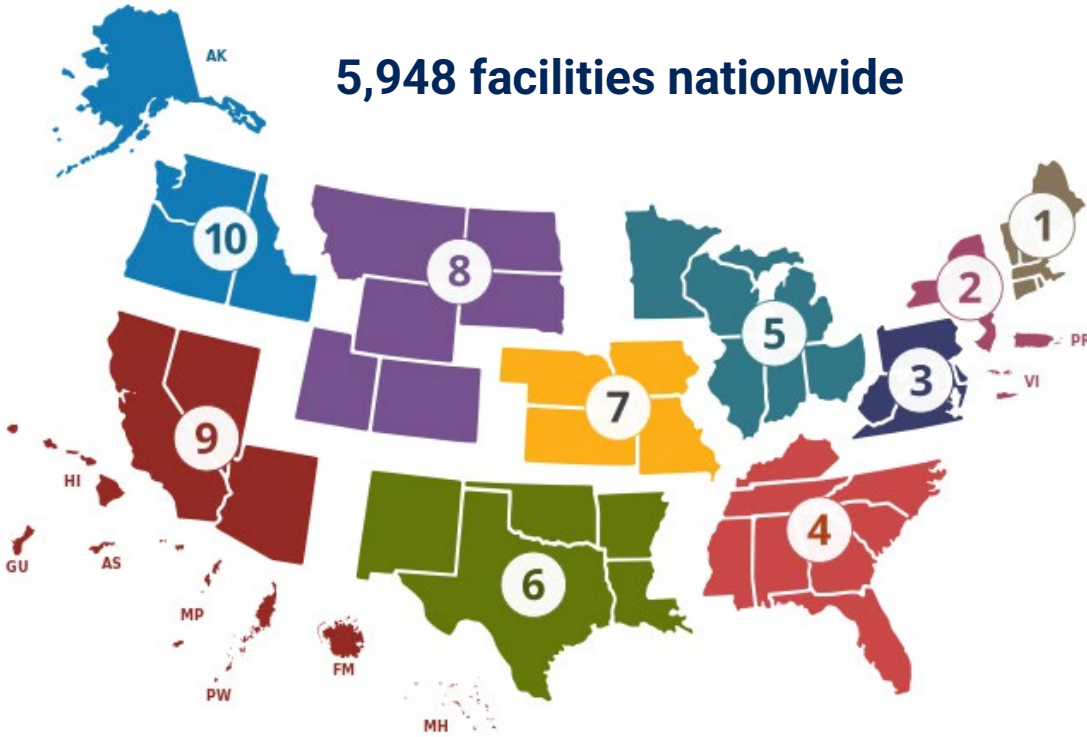 AK
5,948 facilities nationwide
10
8
1
2
5
PR
3
VI
7
9
4
HI
6
GU
AS
MP
FM
PW
MH